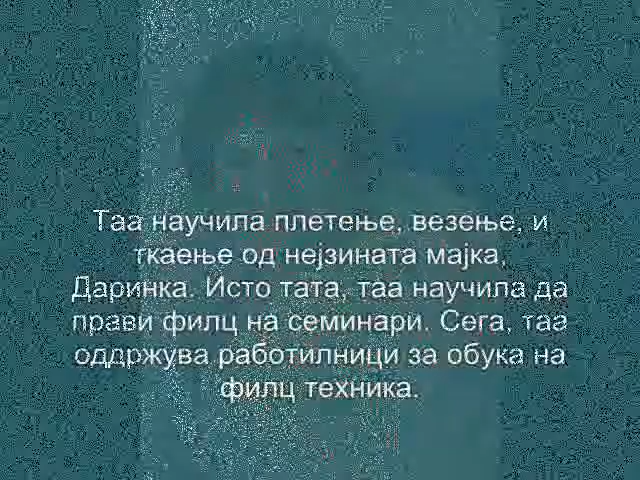 Таа научила плетење, везење, и
ткаење од нејзината мајка,
Даринка. Исто тата, таа научила да
прави филц на семинари. Сега, таа
оддржува работилници за обука на
филц техника.